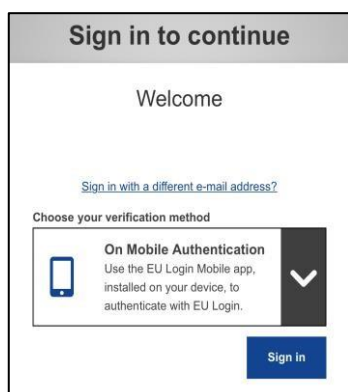 Sign in to continue
Welcome
Sign in with a different e-mail address?
Choose your verification method
On Mobile Authentication
Use the EU Login Mobile app,
installed on your device, to
authenticate with EU Login.
Sign in